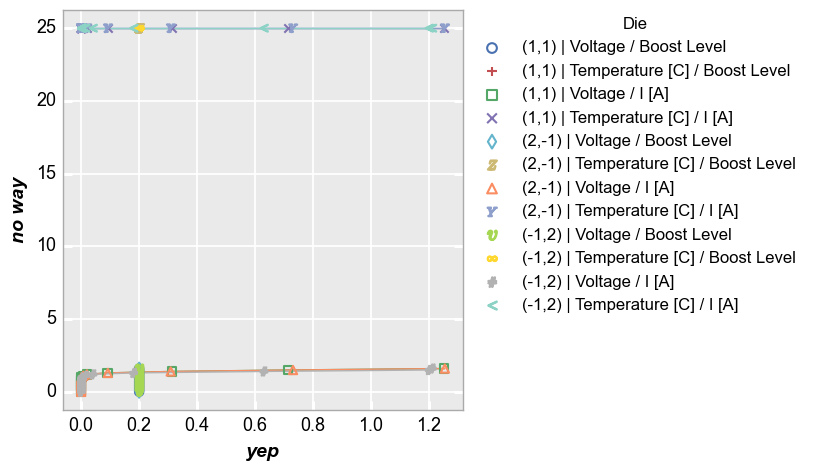 Die
(1,1) | Voltage / Boost Level
(1,1) | Temperature [C] / Boost Level
(1,1) | Voltage / I [A]
(1,1) | Temperature [C] / I [A]
(2,-1) | Voltage / Boost Level
(2,-1) | Temperature [C] / Boost Level
(2,-1) | Voltage / I [A]
(2,-1) | Temperature [C] / I [A]
(-1,2) | Voltage / Boost Level
(-1,2) | Temperature [C] / Boost Level
(-1,2) | Voltage / I [A]
(-1,2) | Temperature [C] / I [A]
no way
25
20
15
10
5
0
0.0 0.2 0.4 0.6 0.8 1.0 1.2
yep